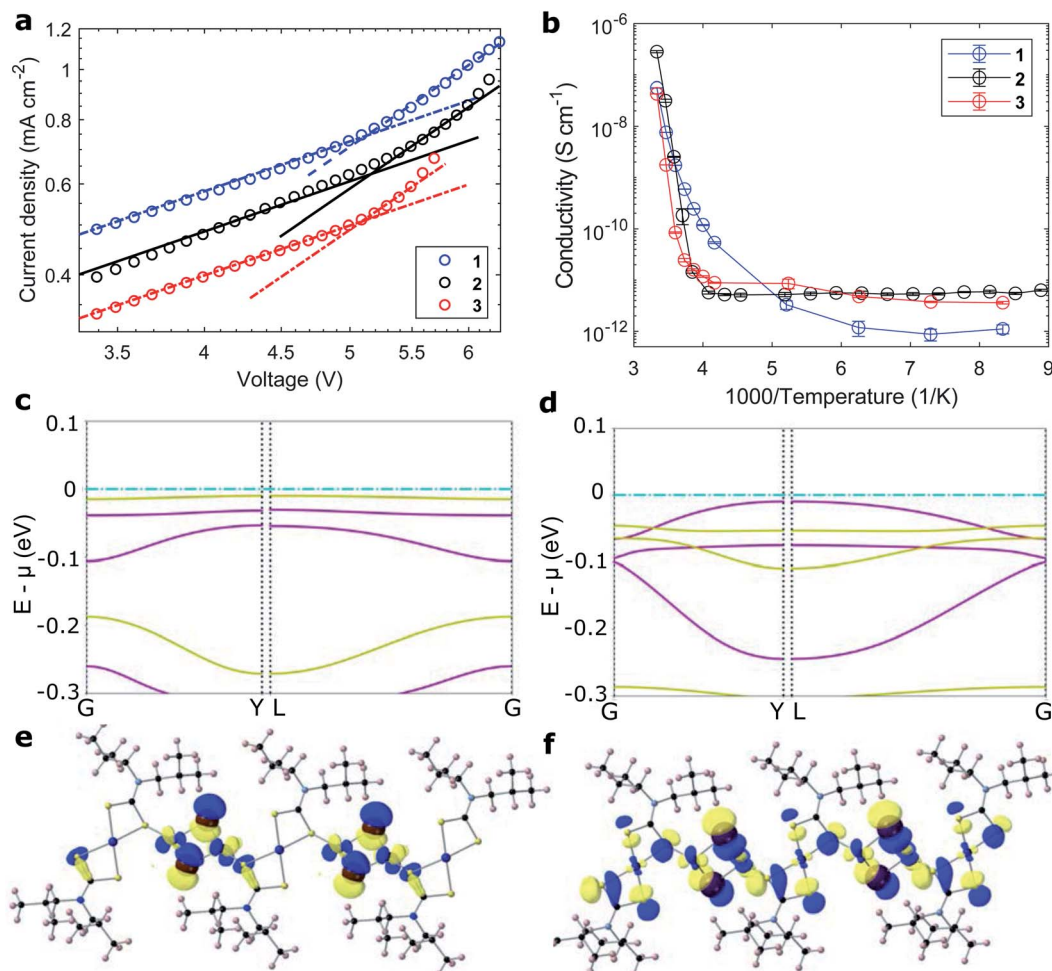 a
1.2
1
0.8
0.6
0.4
Current density (mA cm⁻²)
3.5 4 4.5 5 5.5 6
Voltage (V)
1
2
3
b
10⁻⁶
10⁻⁸
10⁻¹⁰
10⁻¹²
Conductivity (S cm⁻¹)
3 4 5 6 7 8 9
1000/Temperature (1/K)
1
2
3
c
0.1
0
-0.1
-0.2
-0.3
E - μ (eV)
G Y L G
d
0.1
0
-0.1
-0.2
-0.3
E - μ (eV)
G Y L G
e
f